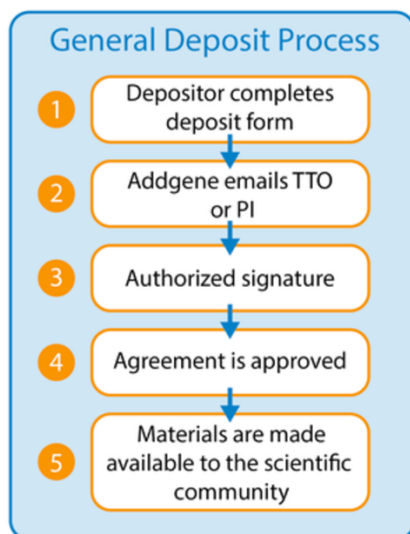 General Deposit Process
1
Depositor completes
deposit form
2
Addgene emails TTO
or PI
3
Authorized signature
4
Agreement is approved
5
Materials are made
available to the scientific
community